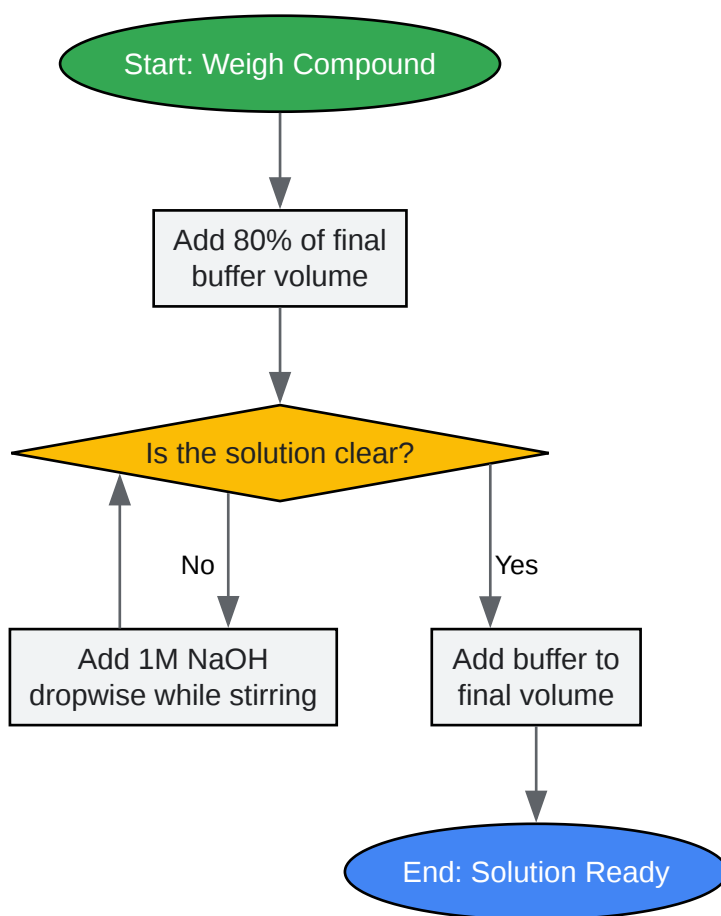 Start: Weigh Compound
Add 80% of final
buffer volume
Is the solution clear?
No
Yes
Add 1M NaOH
dropwise while stirring
Add buffer to
final volume
End: Solution Ready